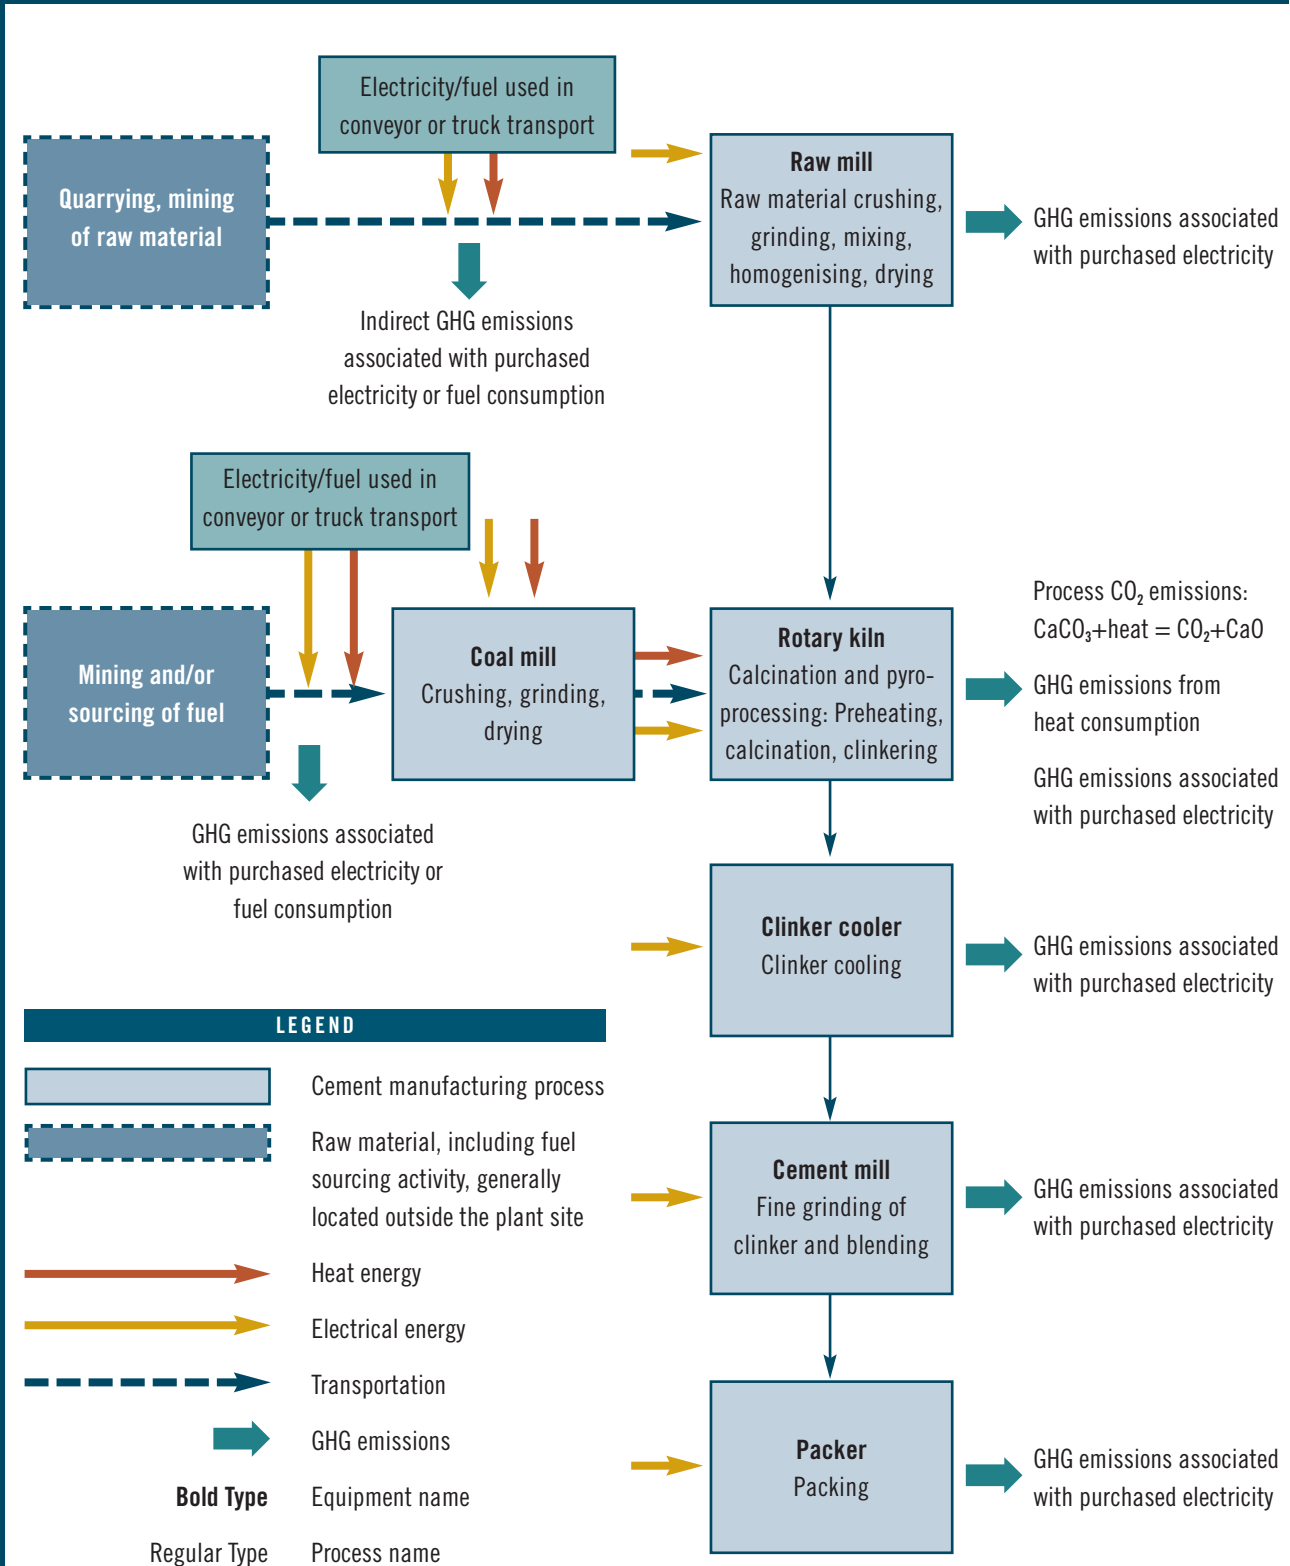 Electricity/fuel used in
conveyor or truck transport
Quarrying, mining
of raw material
Raw mill
Raw material crushing,
grinding, mixing,
homogenising, drying
GHG emissions associated
with purchased electricity
Indirect GHG emissions
associated with purchased
electricity or fuel consumption
Electricity/fuel used in
conveyor or truck transport
Mining and/or
sourcing of fuel
Coal mill
Crushing, grinding,
drying
Rotary kiln
Calcination and pyro-
processing: Preheating,
calcination, clinkering
Process CO₂ emissions:
CaCO₃+heat = CO₂+CaO
GHG emissions from
heat consumption
GHG emissions associated
with purchased electricity
GHG emissions associated
with purchased electricity or
fuel consumption
Clinker cooler
Clinker cooling
GHG emissions associated
with purchased electricity
Cement mill
Fine grinding of
clinker and blending
GHG emissions associated
with purchased electricity
Packer
Packing
GHG emissions associated
with purchased electricity
LEGEND
Cement manufacturing process
Raw material, including fuel
sourcing activity, generally
located outside the plant site
Heat energy
Electrical energy
Transportation
GHG emissions
Bold Type Equipment name
Regular Type Process name